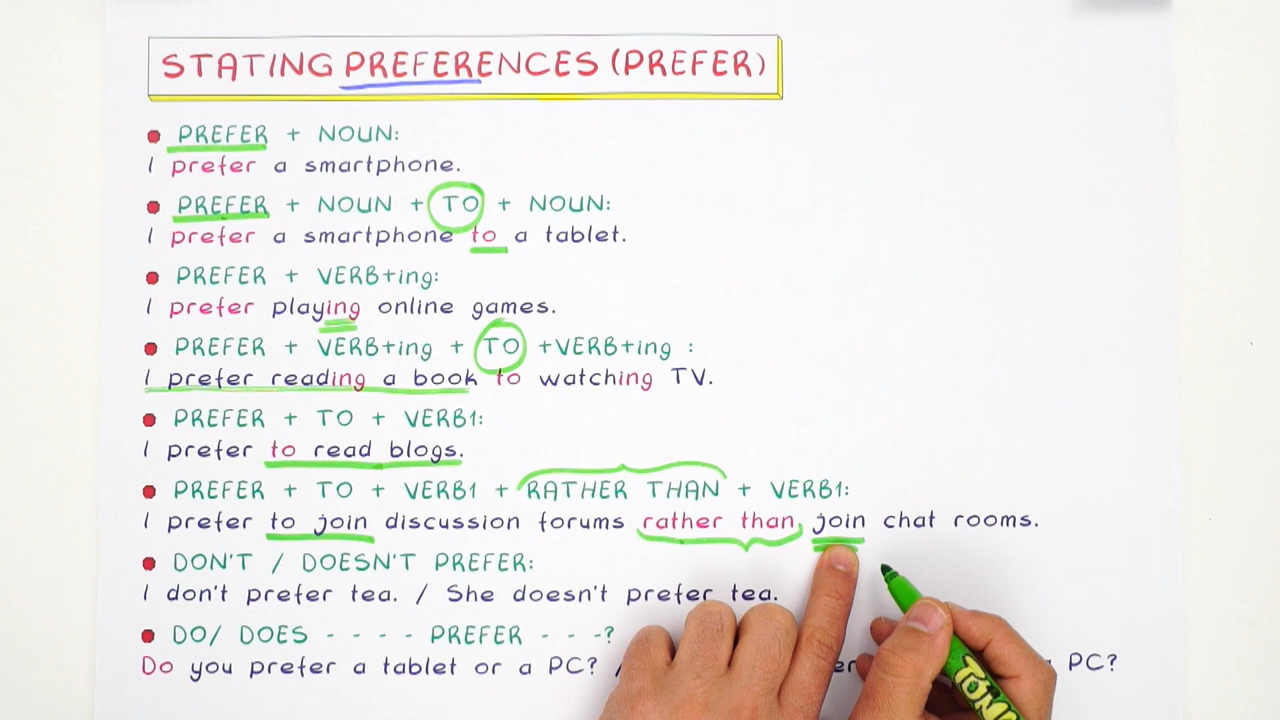 STATING PREFERENCES (PREFER)
PREFER + NOUN:
I prefer a smartphone.
PREFER + NOUN + TO + NOUN:
I prefer a smartphone to a tablet.
PREFER + VERB+ing:
I prefer playing online games.
PREFER + VERB+ing + TO +VERB+ing :
I prefer reading a book to watching TV.
PREFER + TO + VERB1:
I prefer to read blogs.
PREFER + TO + VERB1 + RATHER THAN + VERB1:
I prefer to join discussion forums rather than join chat rooms.
DON'T / DOESN'T PREFER:
I don't prefer tea. / She doesn't prefer tea.
DO/ DOES - - - - PREFER - - -?
Do you prefer a tablet or a PC? / PC?